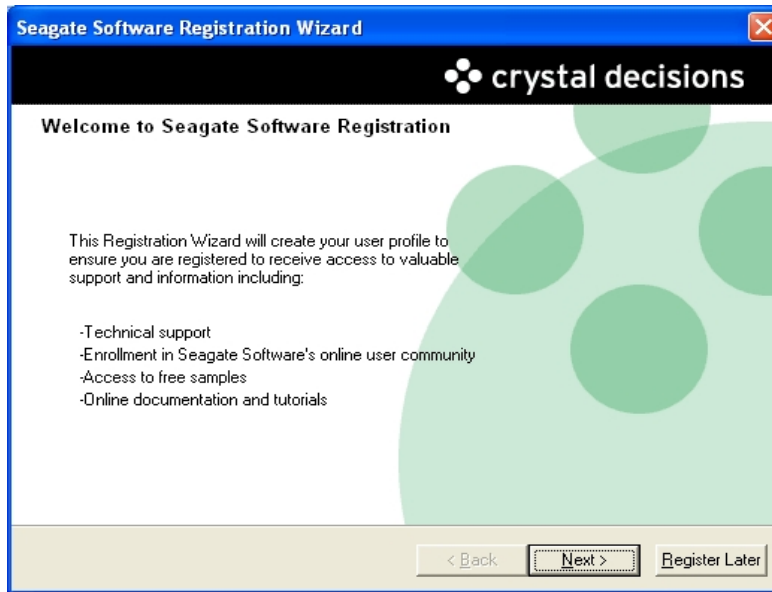 Seagate Software Registration Wizard
crystal decisions
Welcome to Seagate Software Registration
This Registration Wizard will create your user profile to
ensure you are registered to receive access to valuable
support and information including:
-Technical support
-Enrollment in Seagate Software's online user community
-Access to free samples
-Online documentation and tutorials
< Back Next > Register Later